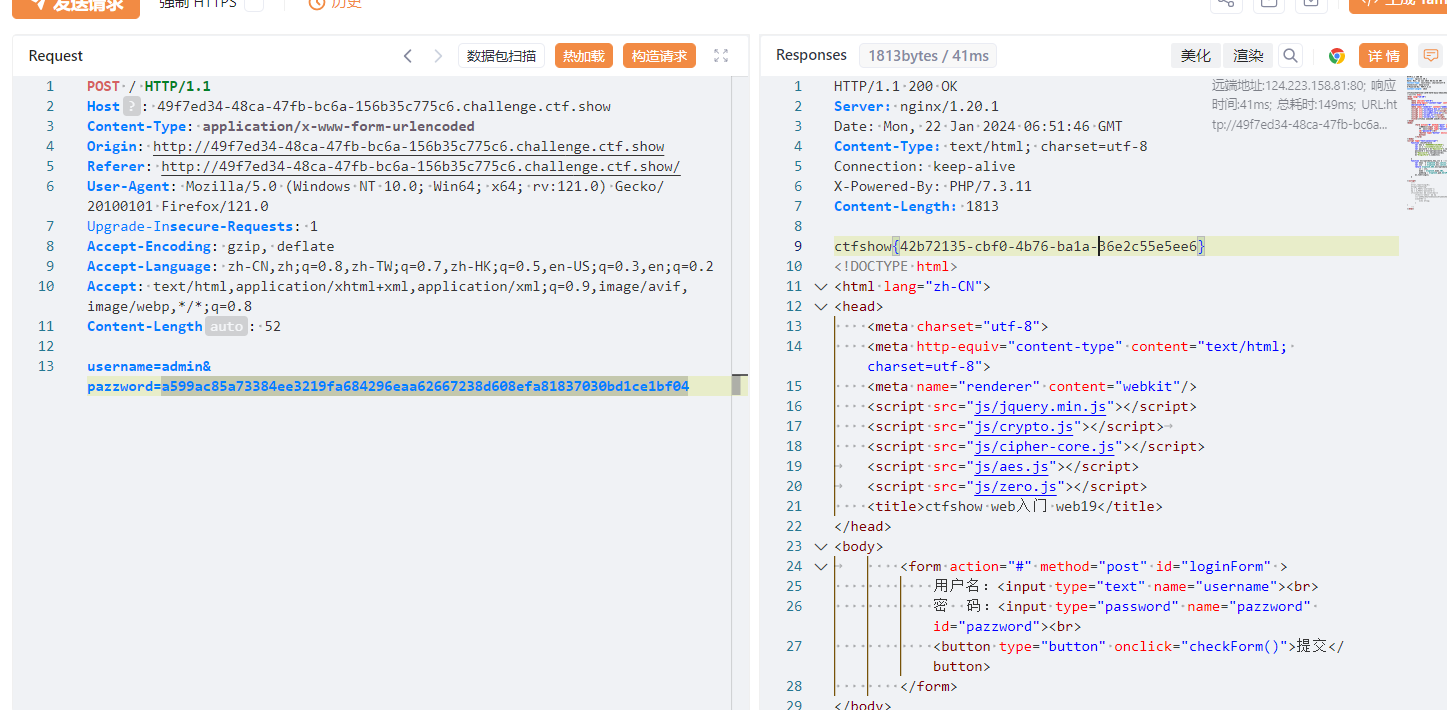 发送请求
强制 HTTPS
历史
Request
数据包扫描
热加载
构造请求
1 POST / HTTP/1.1
2 Host ? : 49f7ed34-48ca-47fb-bc6a-156b35c775c6.challenge.ctf.show
3 Content-Type: application/x-www-form-urlencoded
4 Origin: http://49f7ed34-48ca-47fb-bc6a-156b35c775c6.challenge.ctf.show
5 Referer: http://49f7ed34-48ca-47fb-bc6a-156b35c775c6.challenge.ctf.show/
6 User-Agent: Mozilla/5.0 (Windows NT 10.0; Win64; x64; rv:121.0) Gecko/
20100101 Firefox/121.0
7 Upgrade-Insecure-Requests: 1
8 Accept-Encoding: gzip, deflate
9 Accept-Language: zh-CN,zh;q=0.8,zh-TW;q=0.7,zh-HK;q=0.5,en-US;q=0.3,en;q=0.2
10 Accept: text/html,application/xhtml+xml,application/xml;q=0.9,image/avif,
image/webp,*/*;q=0.8
11 Content-Length auto : 52
12
13 username=admin&
pazzword=a599ac85a73384ee3219fa684296eaa62667238d608efa81837030bd1ce1bf04
Responses 1813bytes / 41ms
美化
渲染
详 情
远端地址:124.223.158.81:80; 响应
时间:41ms; 总耗时:149ms; URL:ht
tp://49f7ed34-48ca-47fb-bc6a...
1 HTTP/1.1 200 OK
2 Server: nginx/1.20.1
3 Date: Mon, 22 Jan 2024 06:51:46 GMT
4 Content-Type: text/html; charset=utf-8
5 Connection: keep-alive
6 X-Powered-By: PHP/7.3.11
7 Content-Length: 1813
8
9 ctfshow{42b72135-cbf0-4b76-ba1a-36e2c55e5ee6}
10 <!DOCTYPE html>
11 <html lang="zh-CN">
12 <head>
13 <meta charset="utf-8">
14 <meta http-equiv="content-type" content="text/html;
charset=utf-8">
15 <meta name="renderer" content="webkit"/>
16 <script src="js/jquery.min.js"></script>
17 <script src="js/crypto.js"></script>
18 <script src="js/cipher-core.js"></script>
19 <script src="js/aes.js"></script>
20 <script src="js/zero.js"></script>
21 <title>ctfshow web入门 web19</title>
22 </head>
23 <body>
24 <form action="#" method="post" id="loginForm" >
25 用户名：<input type="text" name="username"><br>
26 密  码：<input type="password" name="pazzword"
id="pazzword"><br>
27 <button type="button" onclick="checkForm()">提交</
button>
28 </form>
29 </body>